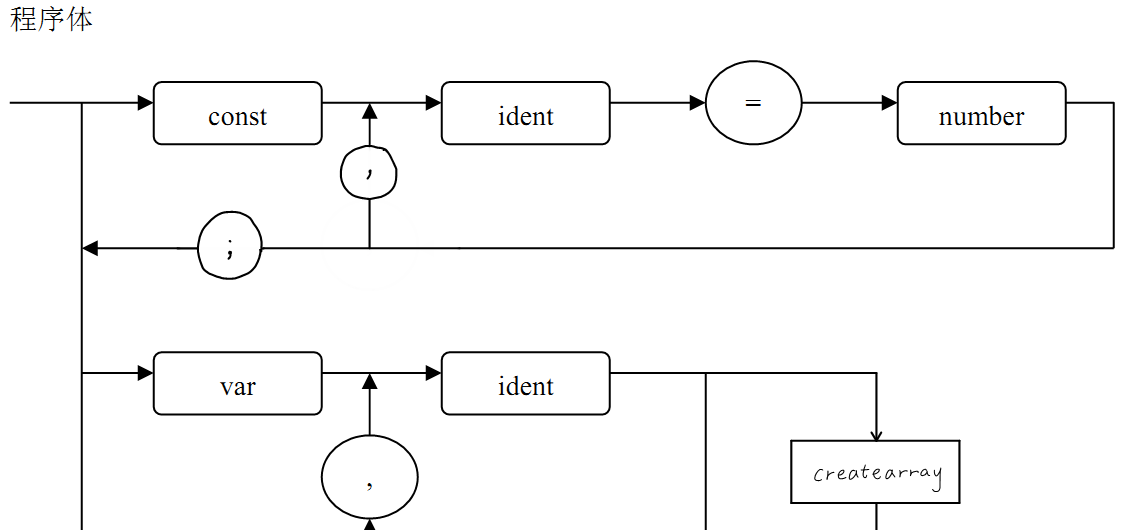 程序体
const
ident
=
number
,
;
var
ident
,
createarray